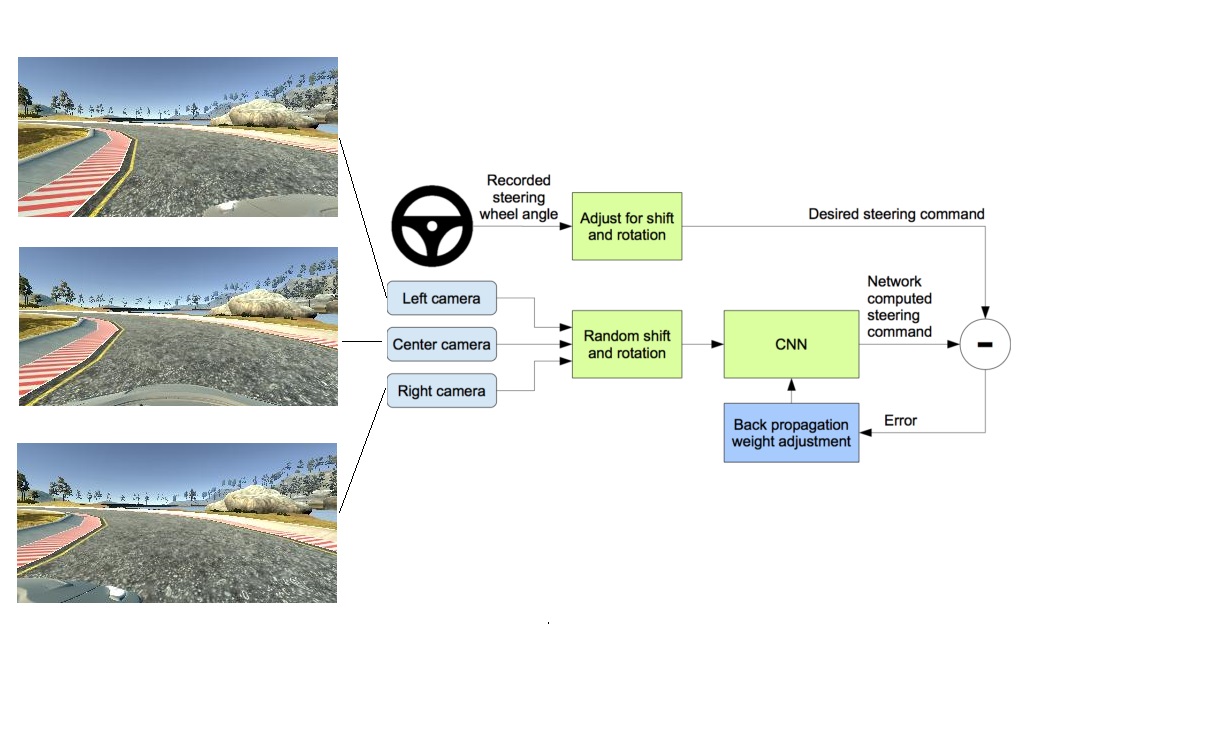 Recorded
steering
wheel angle
Adjust for shift
and rotation
Desired steering command
Left camera
Center camera
Right camera
Random shift
and rotation
CNN
Network
computed
steering
command
-
Back propagation
weight adjustment
Error